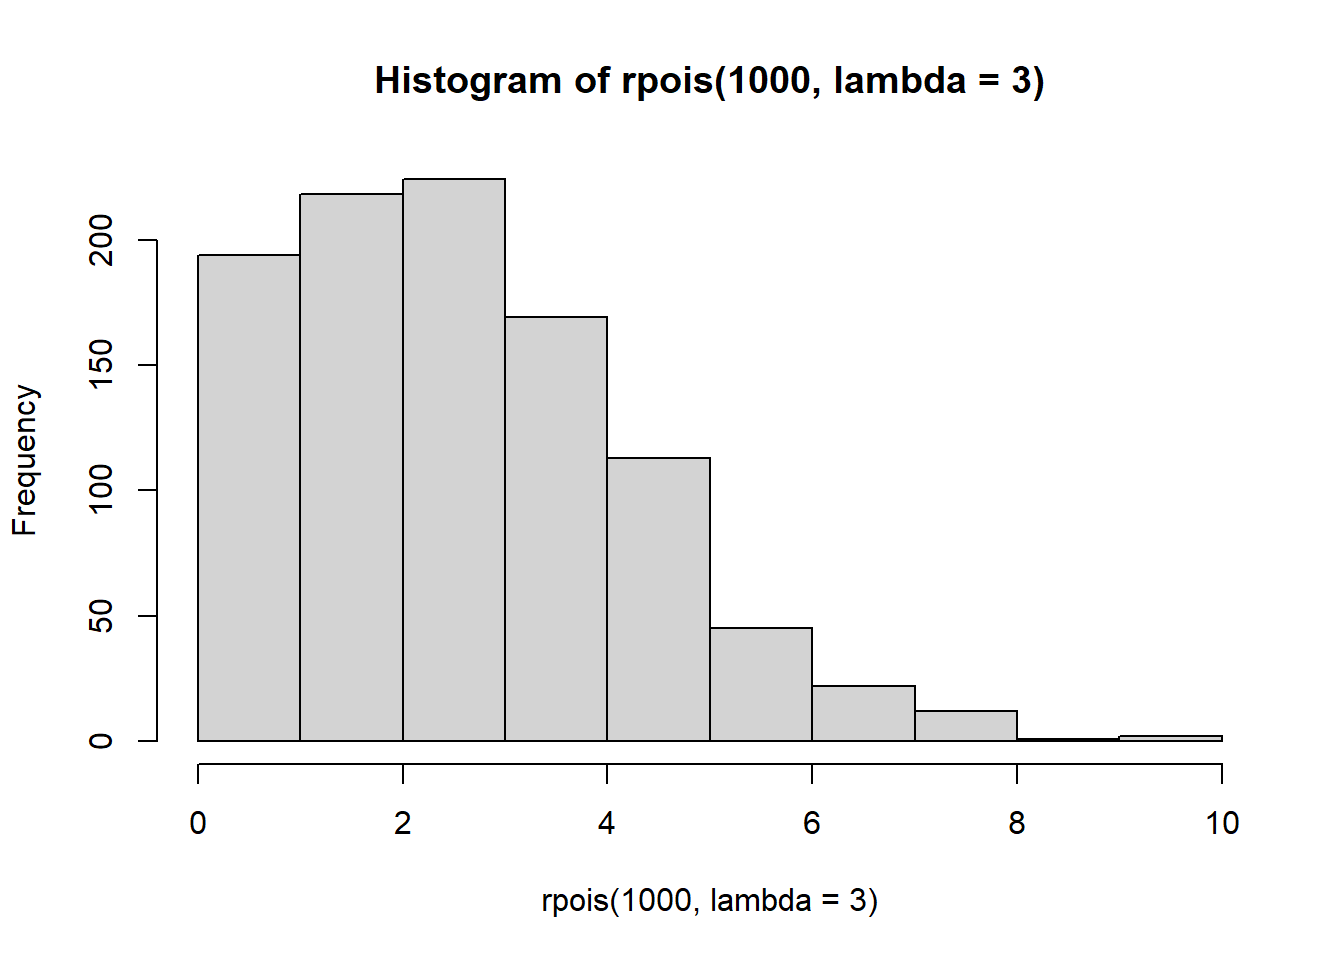 Histogram of rpois(1000, lambda = 3)
Frequency
200
150
100
50
0
0 2 4 6 8 10
rpois(1000, lambda = 3)